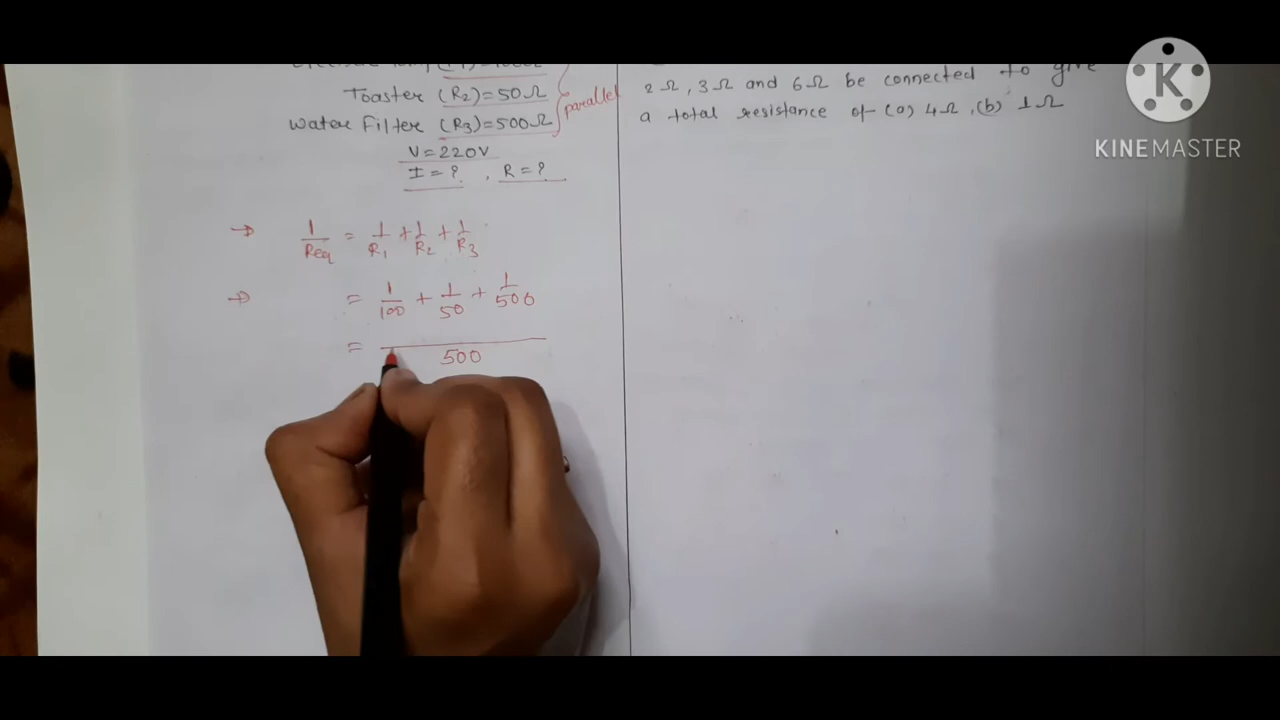 Toaster (R2) = 50Ω
Water Filter (R3) = 500Ω
parallel
V = 220V
I = ? , R = ?
→ 1/Req = 1/R1 + 1/R2 + 1/R3
→ = 1/100 + 1/50 + 1/500
= /500
2Ω, 3Ω and 6Ω be connected to give
a total resistance of (a) 4Ω, (b) 1Ω
K
KINEMASTER